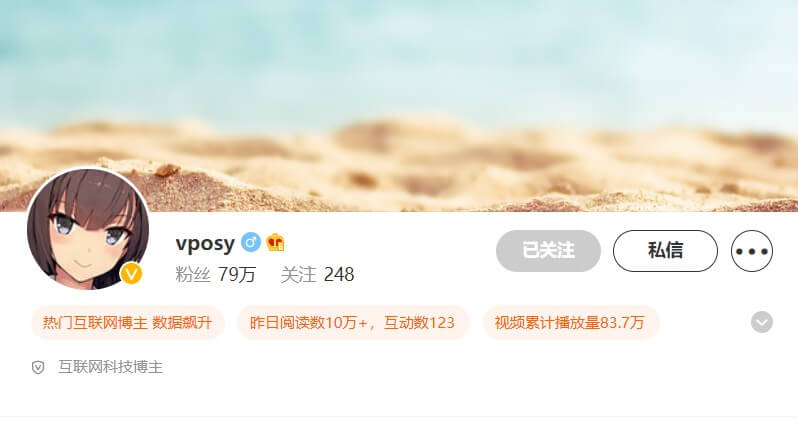 vposy
已关注
私信
粉丝 79万 关注 248
热门互联网博主 数据飙升
昨日阅读数10万+，互动数123
视频累计播放量83.7万
互联网科技博主